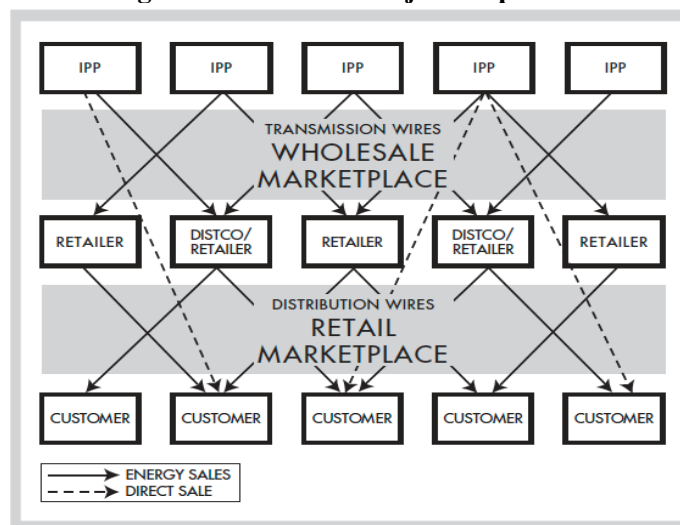 IPP IPP IPP IPP IPP
TRANSMISSION WIRES
WHOLESALE
MARKETPLACE
RETAILER DISTCO/ RETAILER RETAILER DISTCO/ RETAILER RETAILER
DISTRIBUTION WIRES
RETAIL
MARKETPLACE
CUSTOMER CUSTOMER CUSTOMER CUSTOMER CUSTOMER
ENERGY SALES
DIRECT SALE